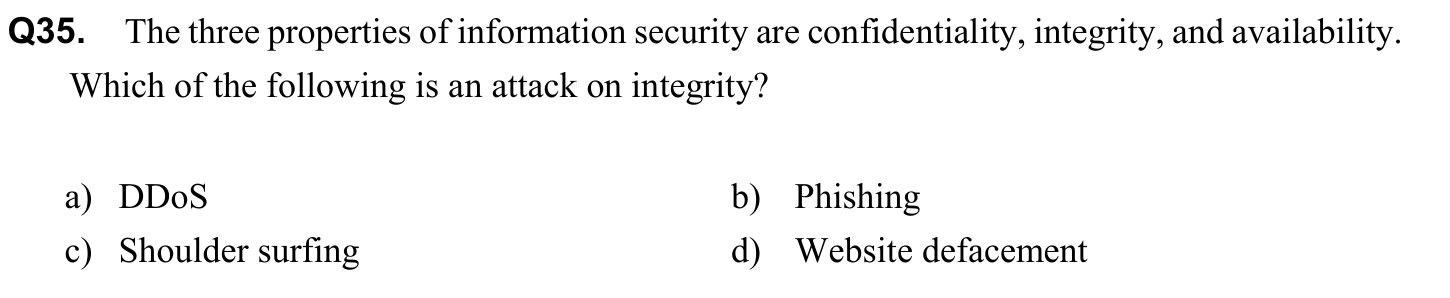 Q35. The three properties of information security are confidentiality, integrity, and availability.
Which of the following is an attack on integrity?
a) DDoS
b) Phishing
c) Shoulder surfing
d) Website defacement